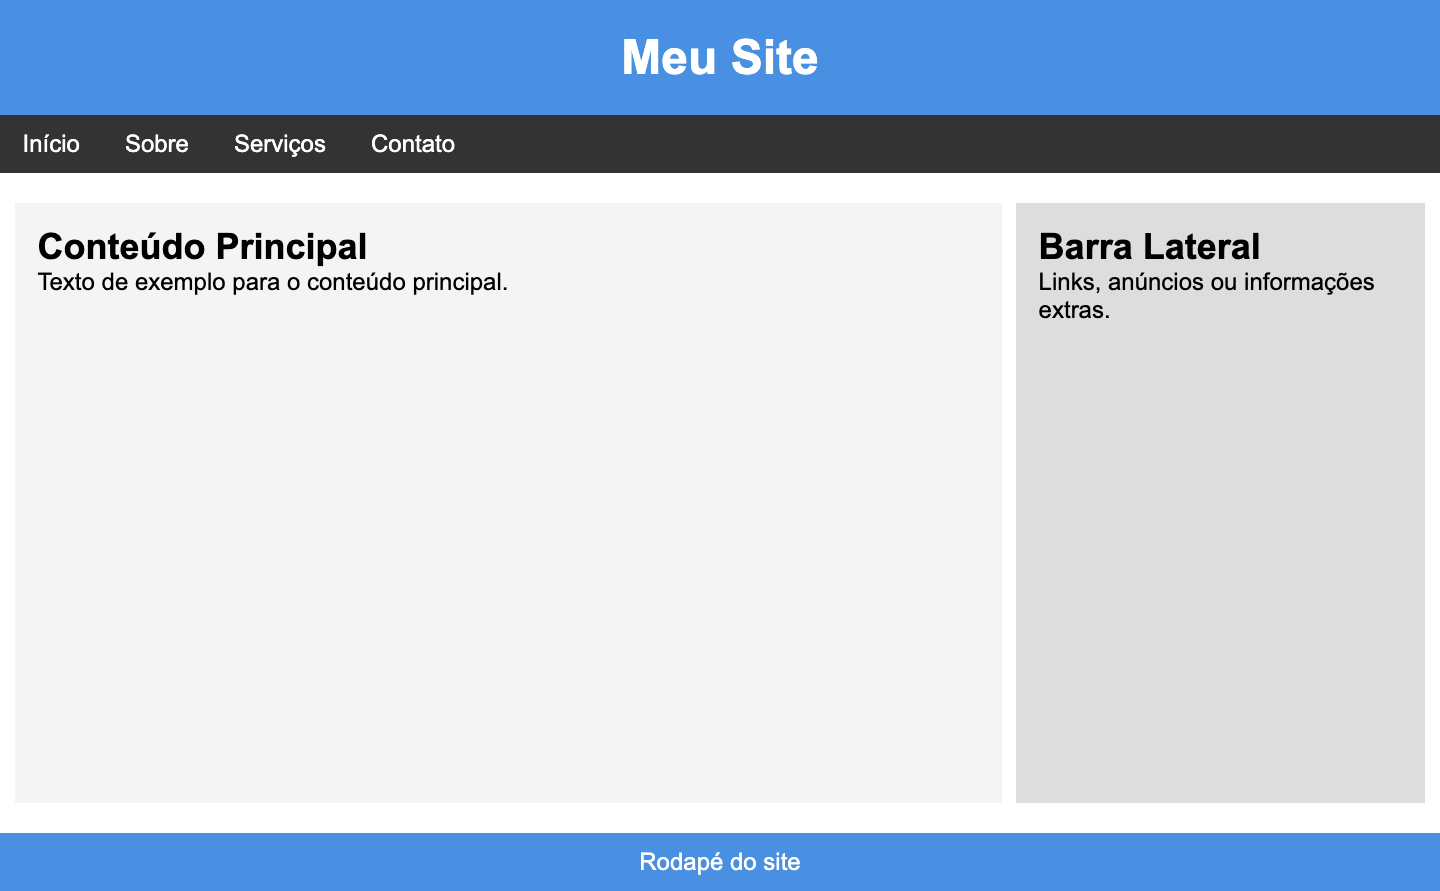 Meu Site
Início Sobre Serviços Contato
Conteúdo Principal
Texto de exemplo para o conteúdo principal.
Barra Lateral
Links, anúncios ou informações
extras.
Rodapé do site